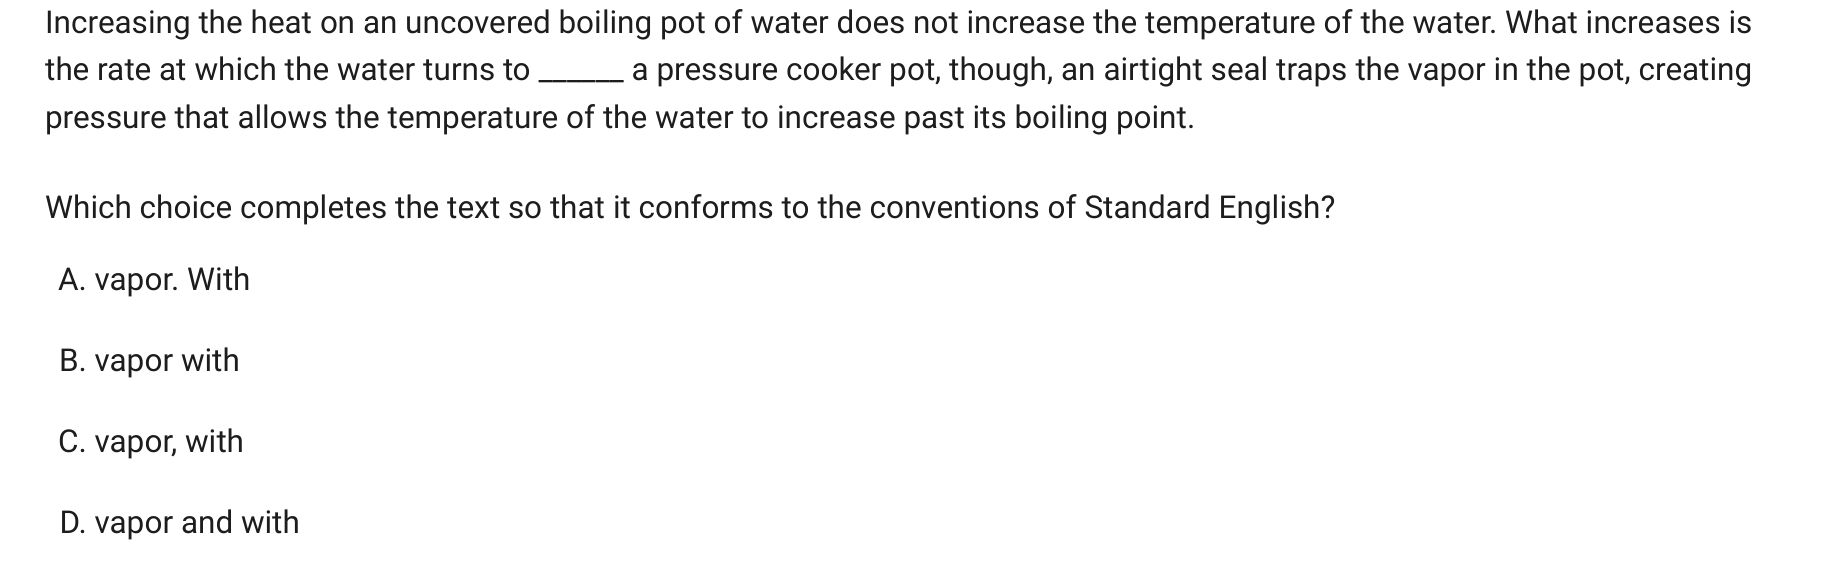 Increasing the heat on an uncovered boiling pot of water does not increase the temperature of the water. What increases is
the rate at which the water turns to ______ a pressure cooker pot, though, an airtight seal traps the vapor in the pot, creating
pressure that allows the temperature of the water to increase past its boiling point.
Which choice completes the text so that it conforms to the conventions of Standard English?
A. vapor. With
B. vapor with
C. vapor, with
D. vapor and with